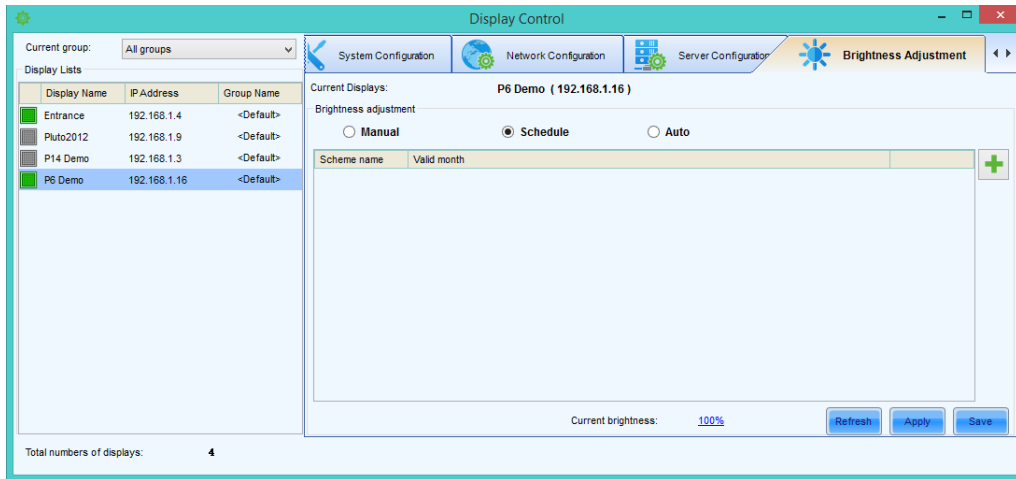 Display Control
Current group: All groups
Display Lists
Display Name IP Address Group Name
Entrance 192.168.1.4 <Default>
Pluto2012 192.168.1.9 <Default>
P14 Demo 192.168.1.3 <Default>
P6 Demo 192.168.1.16 <Default>
Total numbers of displays: 4
System Configuration Network Configuration Server Configuration Brightness Adjustment
Current Displays: P6 Demo ( 192.168.1.16 )
Brightness adjustment
Manual Schedule Auto
Scheme name Valid month
Current brightness: 100% Refresh Apply Save